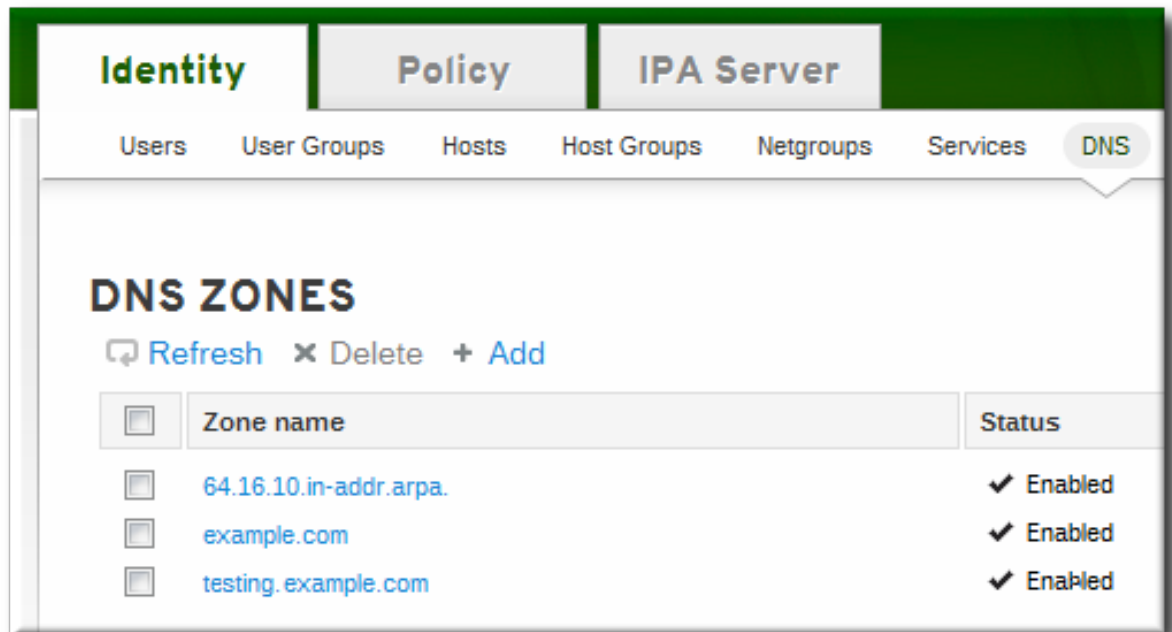 Identity Policy IPA Server
Users User Groups Hosts Host Groups Netgroups Services DNS
DNS ZONES
Refresh Delete + Add
Zone name Status
64.16.10.in-addr.arpa. Enabled
example.com Enabled
testing.example.com Enabled